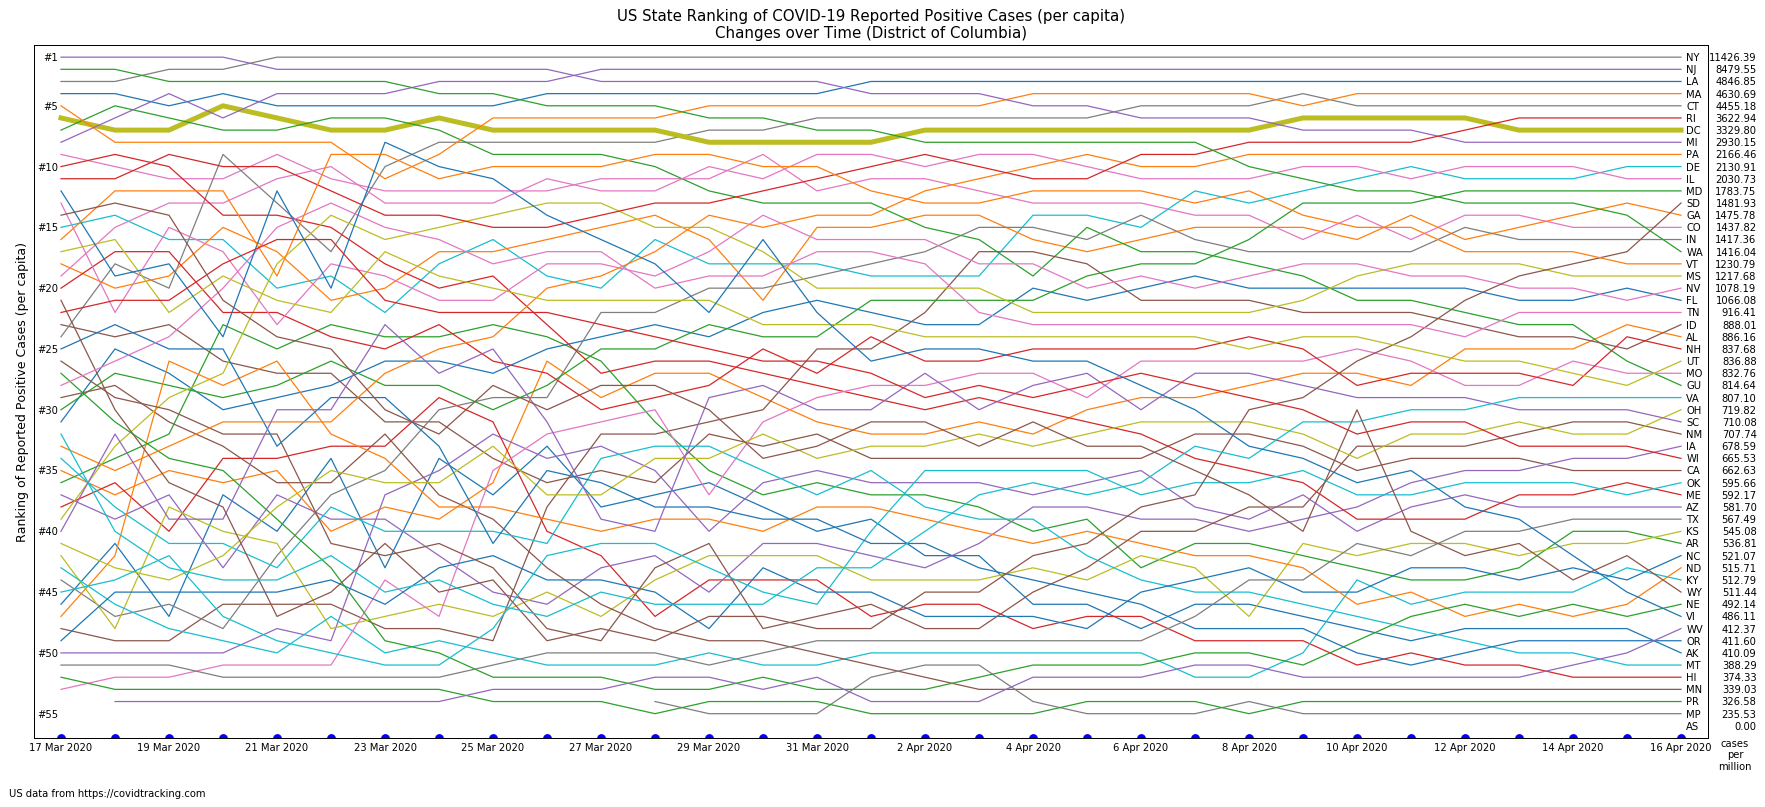 US State Ranking of COVID-19 Reported Positive Cases (per capita)
Changes over Time (District of Columbia)
Ranking of Reported Positive Cases (per capita)
#1
#5
#10
#15
#20
#25
#30
#35
#40
#45
#50
#55
NY 11426.39
NJ 8479.55
LA 4846.85
MA 4630.69
CT 4455.18
RI 3622.94
DC 3329.80
MI 2930.15
PA 2166.46
DE 2130.91
IL 2030.73
MD 1783.75
SD 1481.93
GA 1475.78
CO 1437.82
IN 1417.36
WA 1416.04
VT 1230.79
MS 1217.68
NV 1078.19
FL 1066.08
TN 916.41
ID 888.01
AL 886.16
NH 837.68
UT 836.88
MO 832.76
GU 814.64
VA 807.10
OH 719.82
SC 710.08
NM 707.74
IA 678.59
WI 665.53
CA 662.63
OK 595.66
ME 592.17
AZ 581.70
TX 567.49
KS 545.08
AR 536.81
NC 521.07
ND 515.71
KY 512.79
WY 511.44
NE 492.14
VI 486.11
WV 412.37
OR 411.60
AK 410.09
MT 388.29
HI 374.33
MN 339.03
PR 326.58
MP 235.53
AS 0.00
17 Mar 2020 19 Mar 2020 21 Mar 2020 23 Mar 2020 25 Mar 2020 27 Mar 2020 29 Mar 2020 31 Mar 2020 2 Apr 2020 4 Apr 2020 6 Apr 2020 8 Apr 2020 10 Apr 2020 12 Apr 2020 14 Apr 2020 16 Apr 2020
cases
per
million
US data from https://covidtracking.com